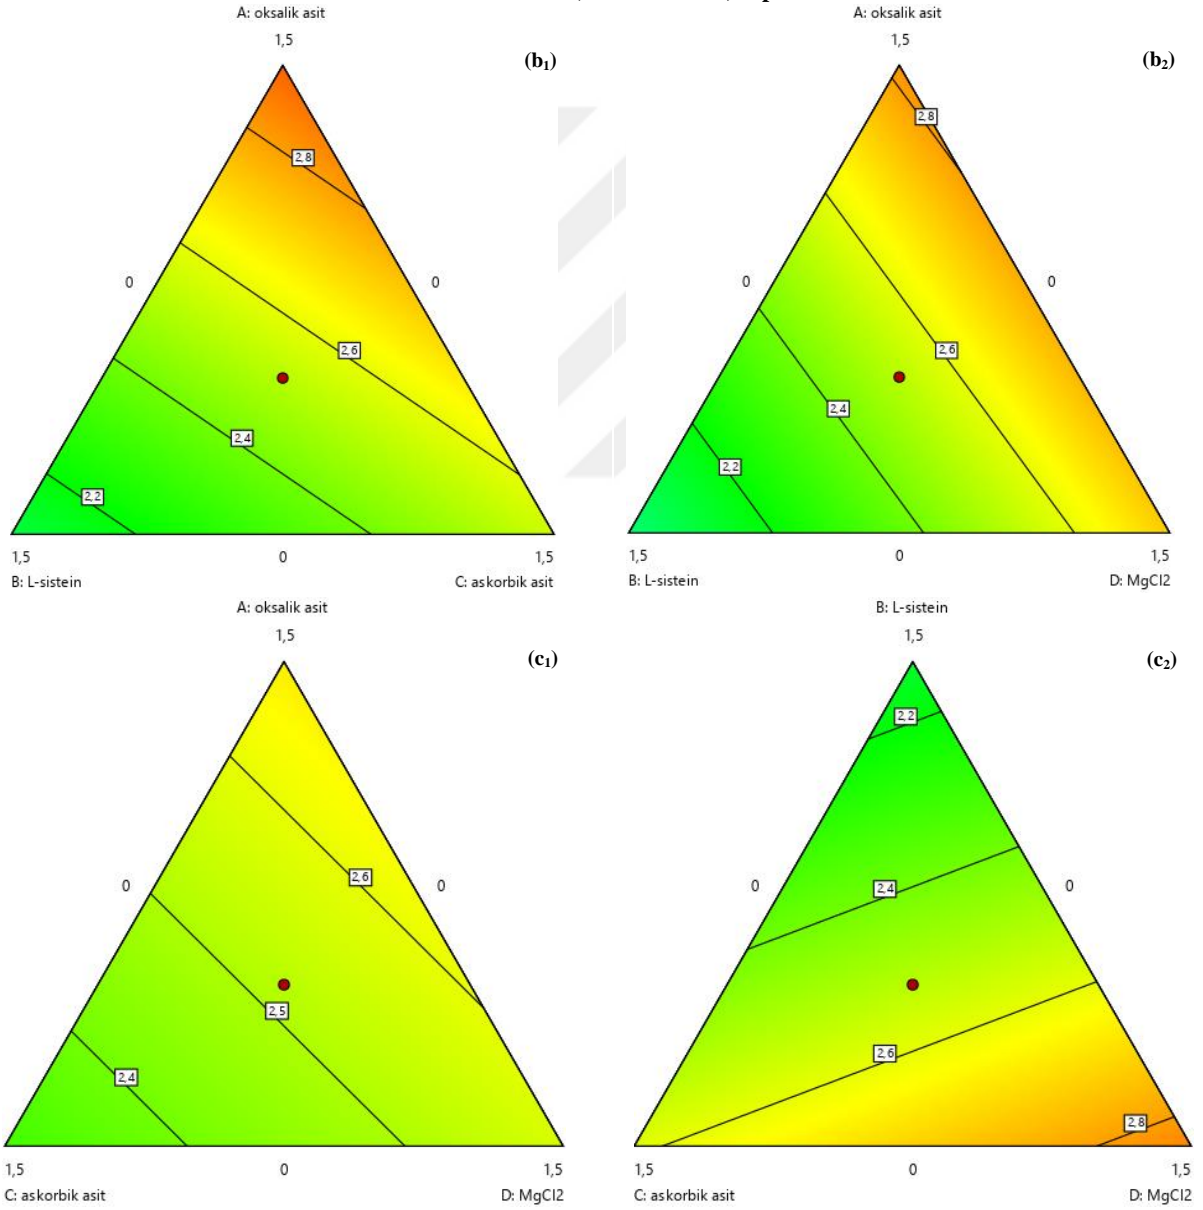 A: oksalik asit
1,5
(b₁)
2,8
0
0
2,6
2,4
2,2
1,5
0
1,5
B: L-sistein
C: askorbik asit
A: oksalik asit
1,5
(b₂)
2,8
0
0
2,6
2,4
2,2
1,5
0
1,5
B: L-sistein
D: MgCl2
A: oksalik asit
1,5
(c₁)
2,6
0
0
2,5
2,4
1,5
0
1,5
C: askorbik asit
D: MgCl2
B: L-sistein
1,5
(c₂)
2,2
0
0
2,4
2,6
2,8
1,5
0
1,5
C: askorbik asit
D: MgCl2